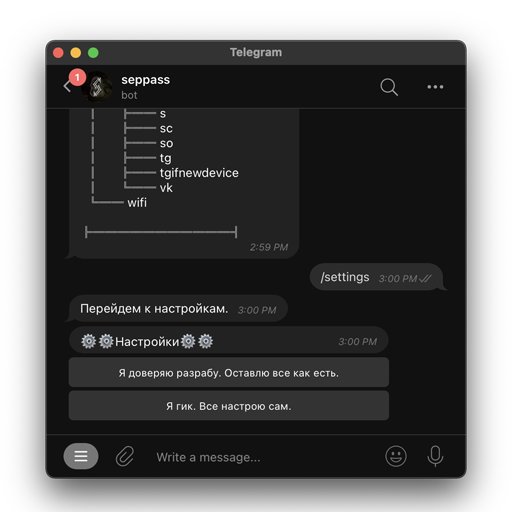 Telegram
1
seppass
bot
s
sc
so
tg
tgifnewdevice
vk
wifi
2:59 PM
/settings 3:00 PM
Перейдем к настройкам. 3:00 PM
⚙️⚙️Настройки⚙️⚙️ 3:00 PM
Я доверяю разрабу. Оставлю все как есть.
Я гик. Все настрою сам.
Write a message...